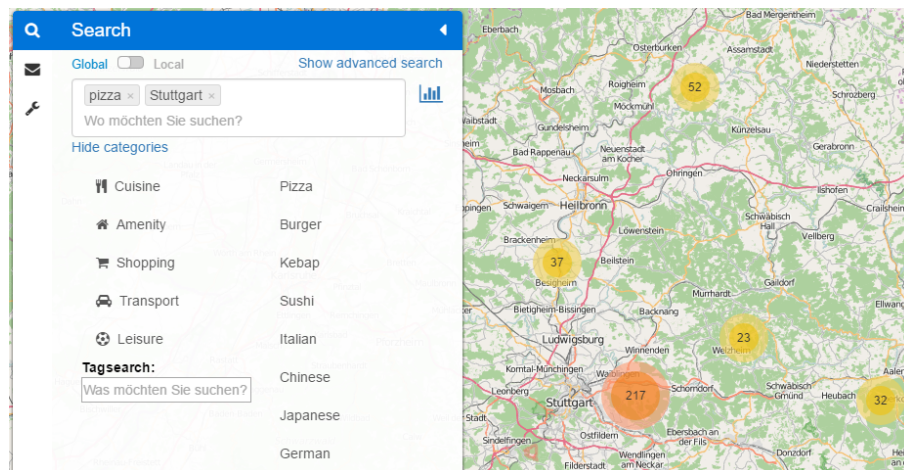 Search
Global Local Show advanced search
pizza × Stuttgart ×
Wo möchten Sie suchen?
Hide categories
Cuisine Pizza
Amenity Burger
Shopping Kebap
Transport Sushi
Leisure Italian
Tagsearch:
Was möchten Sie suchen?
Chinese
Japanese
German
Bad Mergentheim
Eberbach
Osterburken
Assamstadt
Niederstetten
52
Mosbach
Roigheim
Schrozberg
Möckmühl
Gundelsheim
Künzelsau
Bad Rappenau
Neuenstadt
am Kocher
Gerabronn
Neckarsulm
Öhringen
Ilshofen
Schwaigern
Heilbronn
Crailsheim
Schwäbisch
Hall
Löwenstein
Vellberg
Brackenheim
37
Beilstein
Besigheim
Murrhardt
Gaildorf
Bietigheim-Bissingen
Backnang
23
Ludwigsburg
Winnenden
Welzheim
Korntal-Münchingen
Waiblingen
Leonberg
217
Schorndorf
Schwäbisch
Gmünd
Heubach
32
Stuttgart
Sindelfingen
Ostfildern
Ebersbach an
der Fils
Wendlingen
am Neckar
Donzdorf
Filderstadt